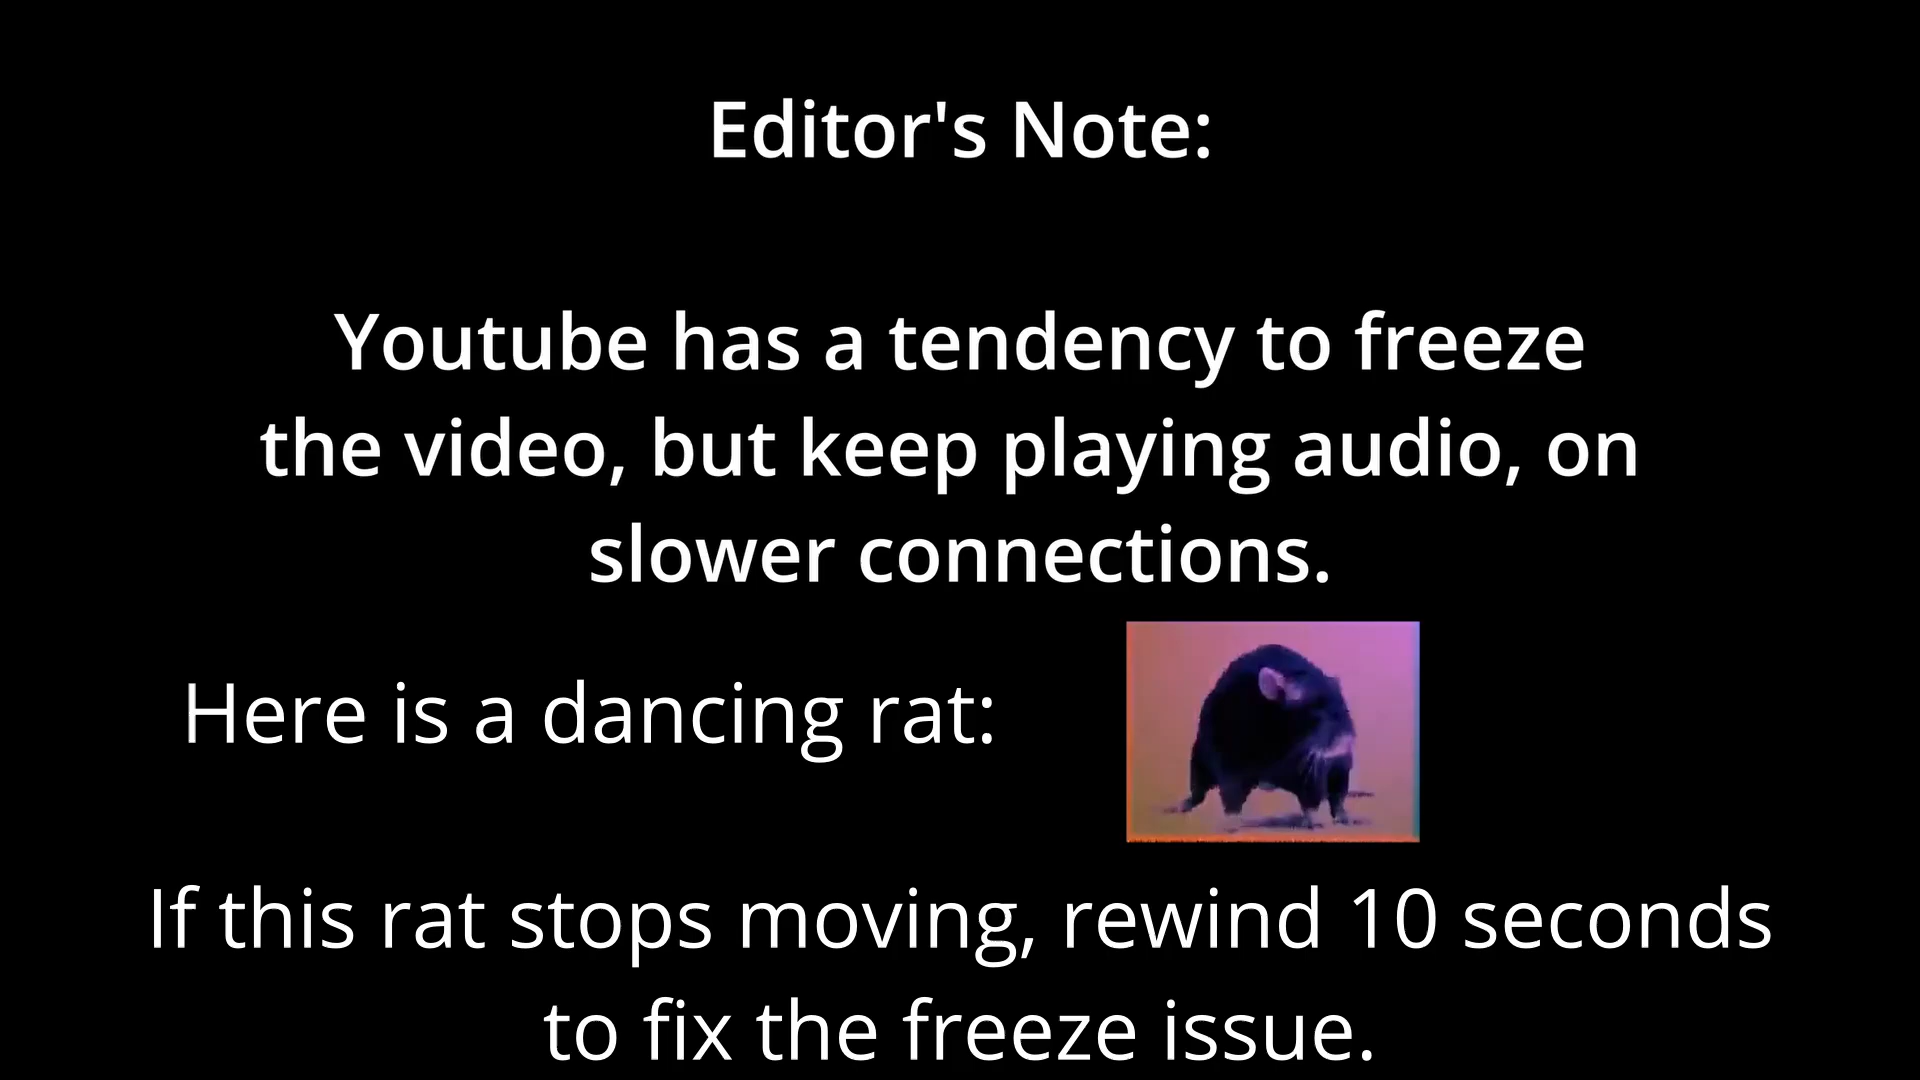 Editor's Note:
Youtube has a tendency to freeze
the video, but keep playing audio, on
slower connections.
Here is a dancing rat:
If this rat stops moving, rewind 10 seconds
to fix the freeze issue.